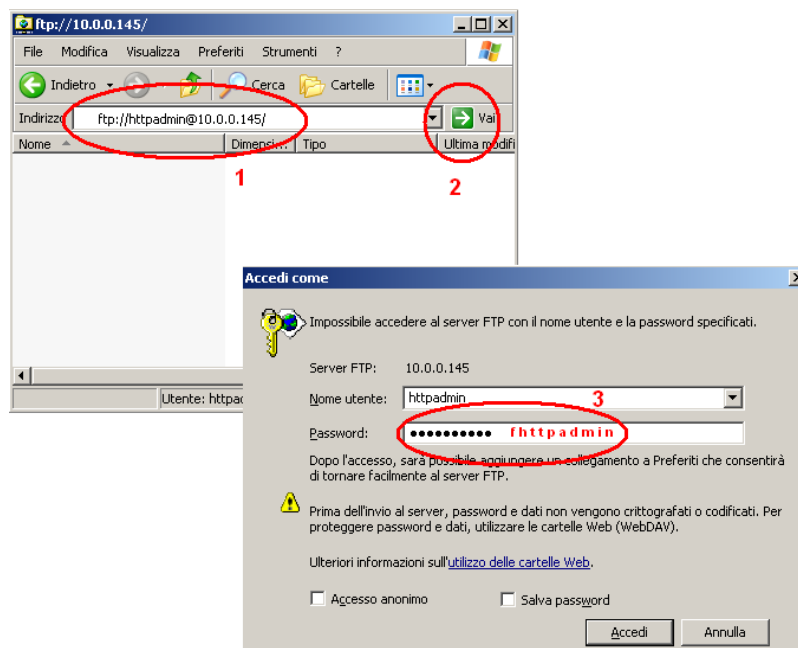 ftp://10.0.0.145/
File Modifica Visualizza Preferiti Strumenti ?
Indietro Cerca Cartelle
Indirizzo ftp://httpadmin@10.0.0.145/ Vai
Nome Dimensi... Tipo Ultima modifi
1
2
Utente: httpad
Accedi come
Impossibile accedere al server FTP con il nome utente e la password specificati.
Server FTP: 10.0.0.145
Nome utente: httpadmin
3
Password: ●●●●●●●●●● fhttpadmin
Dopo l'accesso, sarà possibile aggiungere un collegamento a Preferiti che consentirà
di tornare facilmente al server FTP.
Prima dell'invio al server, password e dati non vengono crittografati o codificati. Per
proteggere password e dati, utilizzare le cartelle Web (WebDAV).
Ulteriori informazioni sull'utilizzo delle cartelle Web.
Accesso anonimo Salva password
Accedi Annulla